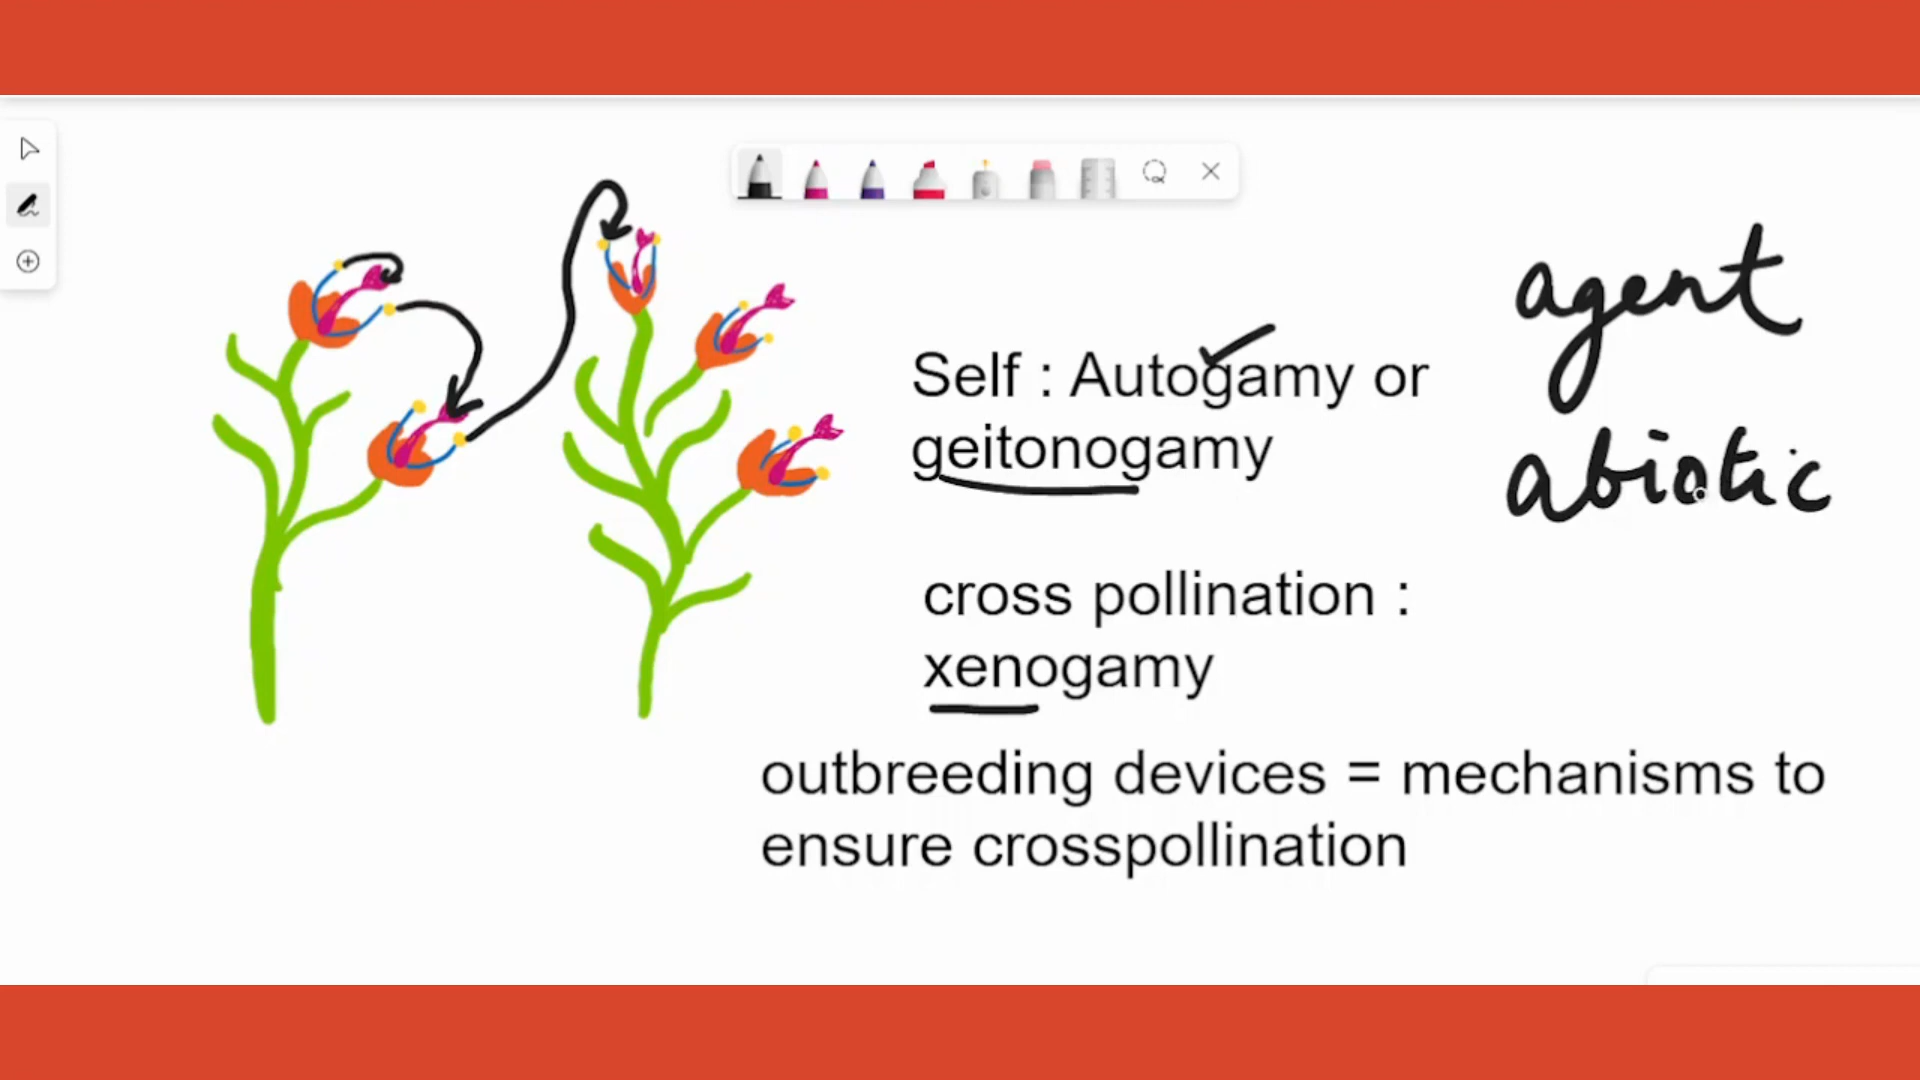 Self : Autogamy or
geitonogamy
cross pollination :
xenogamy
outbreeding devices = mechanisms to
ensure crosspollination
agent
abiotic